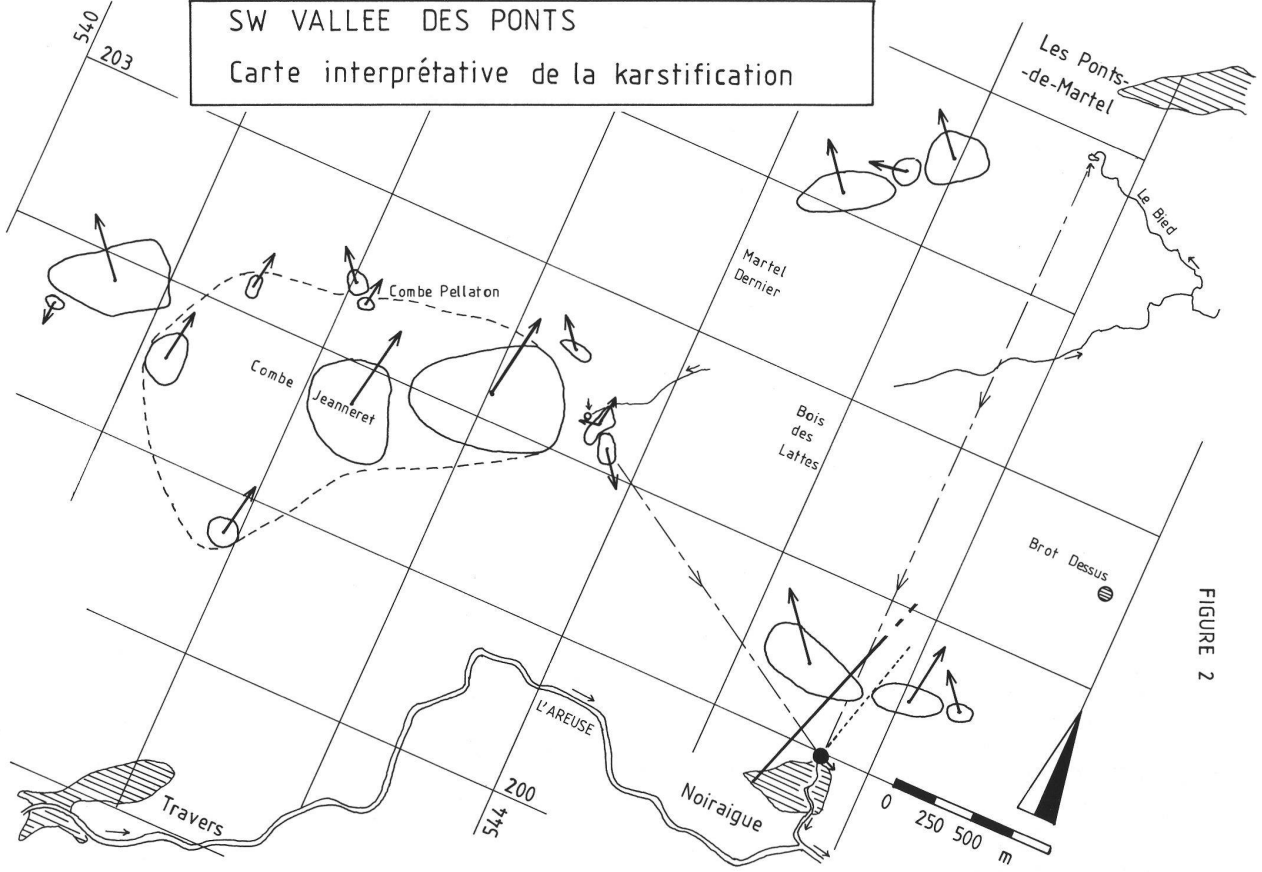 SW VALLEE DES PONTS
Carte interprétative de la karstification
540
203
Les Ponts-
-de-Martel
Le Bied
Martel
Dernier
Combe Pellaton
Combe
Jeanneret
Bois
des
Lattes
Brot Dessus
FIGURE 2
L'AREUSE
Travers
Noiraigue
200
544
0
250
500
m